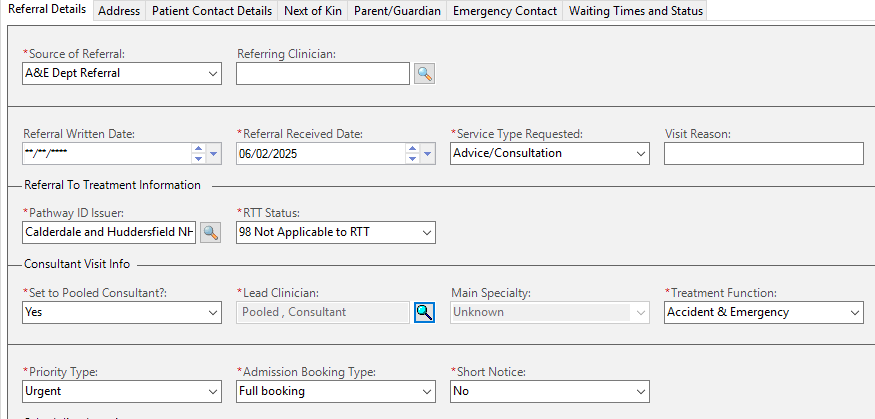 Referral Details Address Patient Contact Details Next of Kin Parent/Guardian Emergency Contact Waiting Times and Status
*Source of Referral: Referring Clinician:
A&E Dept Referral
Referral Written Date: *Referral Received Date: *Service Type Requested: Visit Reason:
**/**/**** 06/02/2025 Advice/Consultation
Referral To Treatment Information
*Pathway ID Issuer: *RTT Status:
Calderdale and Huddersfield NH 98 Not Applicable to RTT
Consultant Visit Info
*Set to Pooled Consultant?: *Lead Clinician: Main Specialty: *Treatment Function:
Yes Pooled , Consultant Unknown Accident & Emergency
*Priority Type: *Admission Booking Type: *Short Notice:
Urgent Full booking No